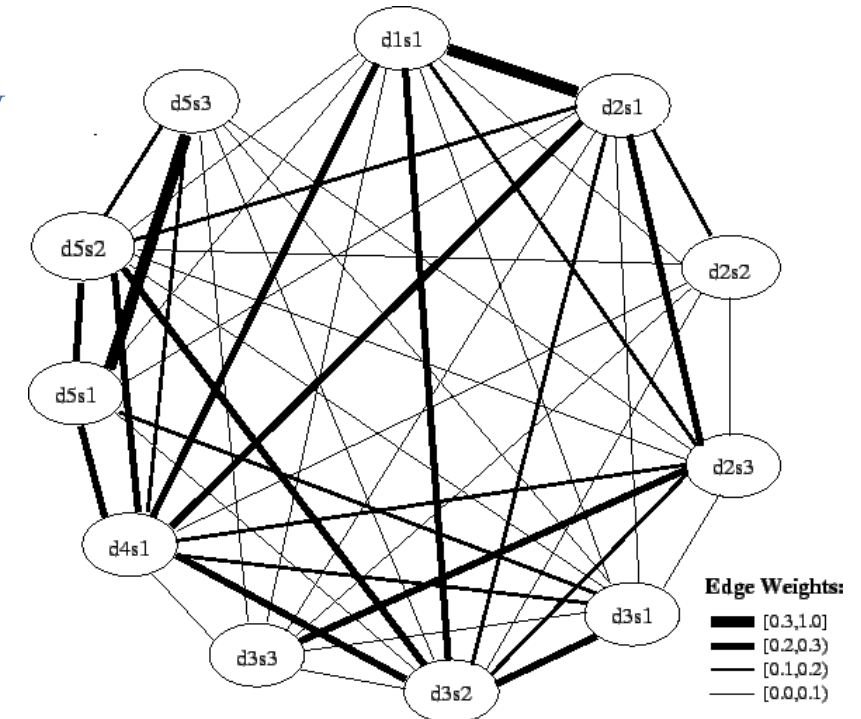 d1s1
d5s3
d2s1
d5s2
d2s2
d5s1
d2s3
d4s1
Edge Weights:
d3s1
[0.3,1.0]
[0.2,0.3)
d3s3
[0.1,0.2)
d3s2
[0.0,0.1)